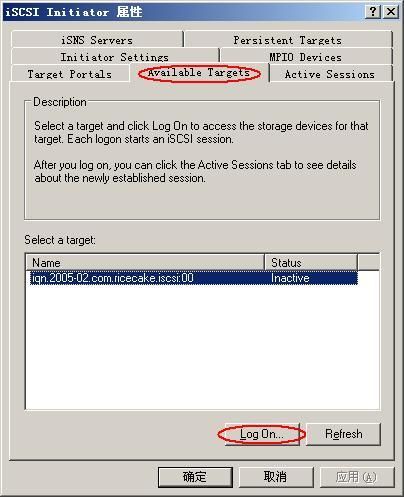 iSCSI Initiator 属性
iSNS Servers Persistent Targets
Initiator Settings MPIO Devices
Target Portals Available Targets Active Sessions
Description
Select a target and click Log On to access the storage devices for that
target. Each logon starts an iSCSI session.
After you log on, you can click the Active Sessions tab to see details
about the newly established session.
Select a target:
Name Status
iqn.2005-02.com.ricecake.iscsi:00 Inactive
Log On... Refresh
确定 取消 应用(A)